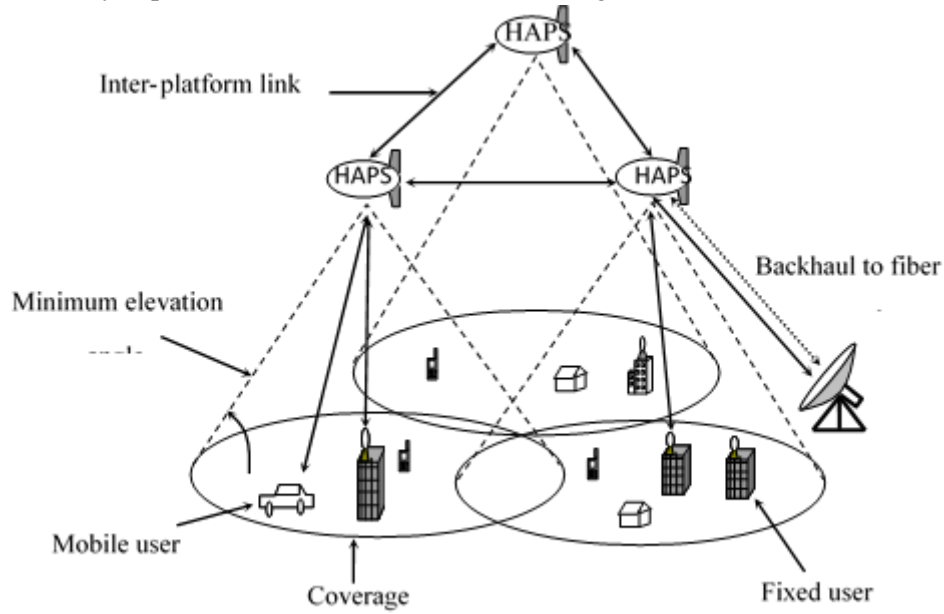 HAPS
Inter-platform link
HAPS
HAPS
Backhaul to fiber
Minimum elevation
Mobile user
Coverage
Fixed user